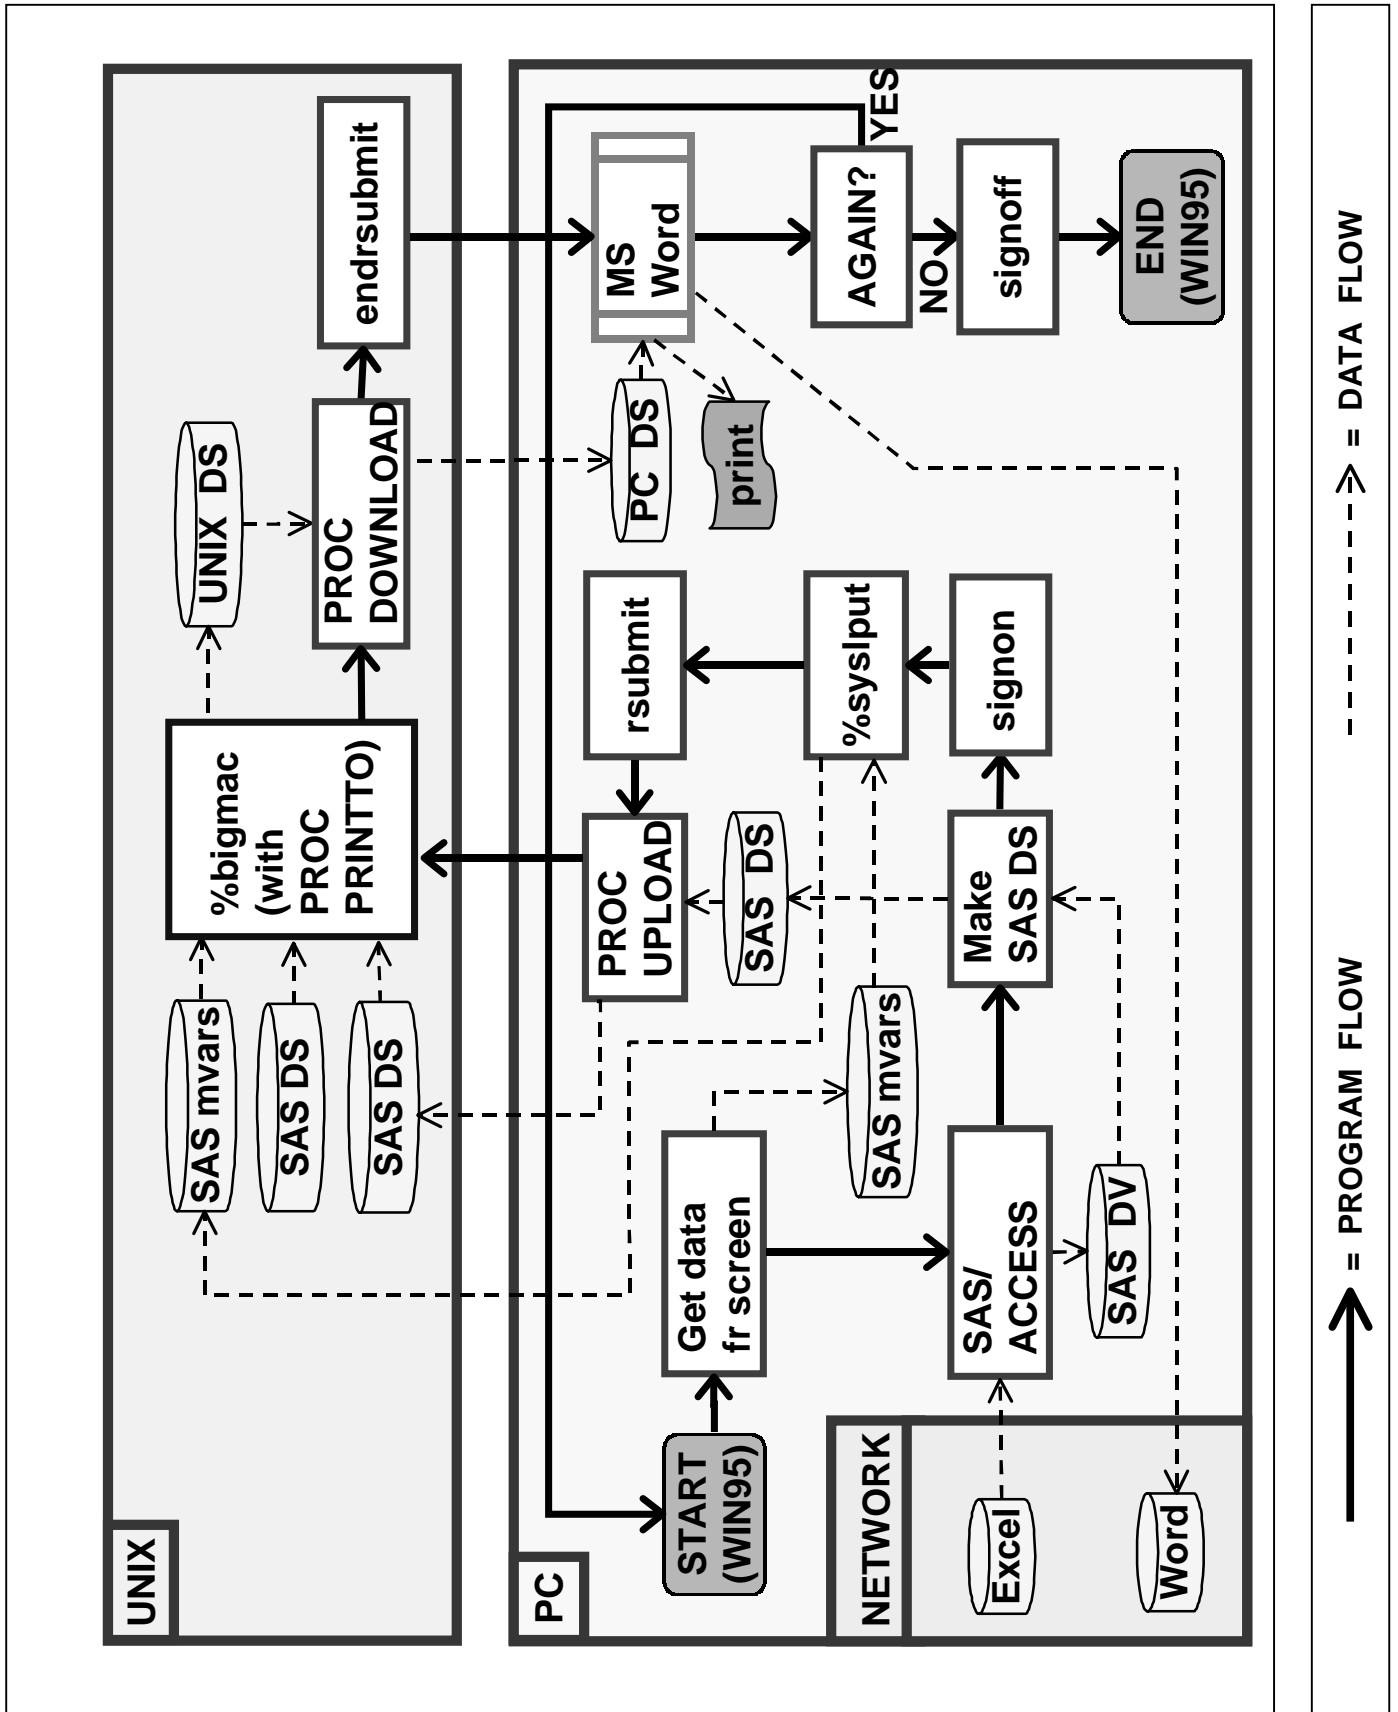 UNIX
SAS mvars
SAS DS
SAS DS
%bigmac
(with
PROC
PRINTTO)
UNIX DS
PROC
DOWNLOAD
endrsubmit
PC
START
(WIN95)
Get data
fr screen
PROC
UPLOAD
rsubmit
PC DS
print
MS
Word
SAS DS
SAS mvars
%syslput
AGAIN?
YES
NO
NETWORK
Excel
Word
SAS/
ACCESS
SAS DV
Make
SAS DS
signon
signoff
END
(WIN95)
= PROGRAM FLOW
= DATA FLOW